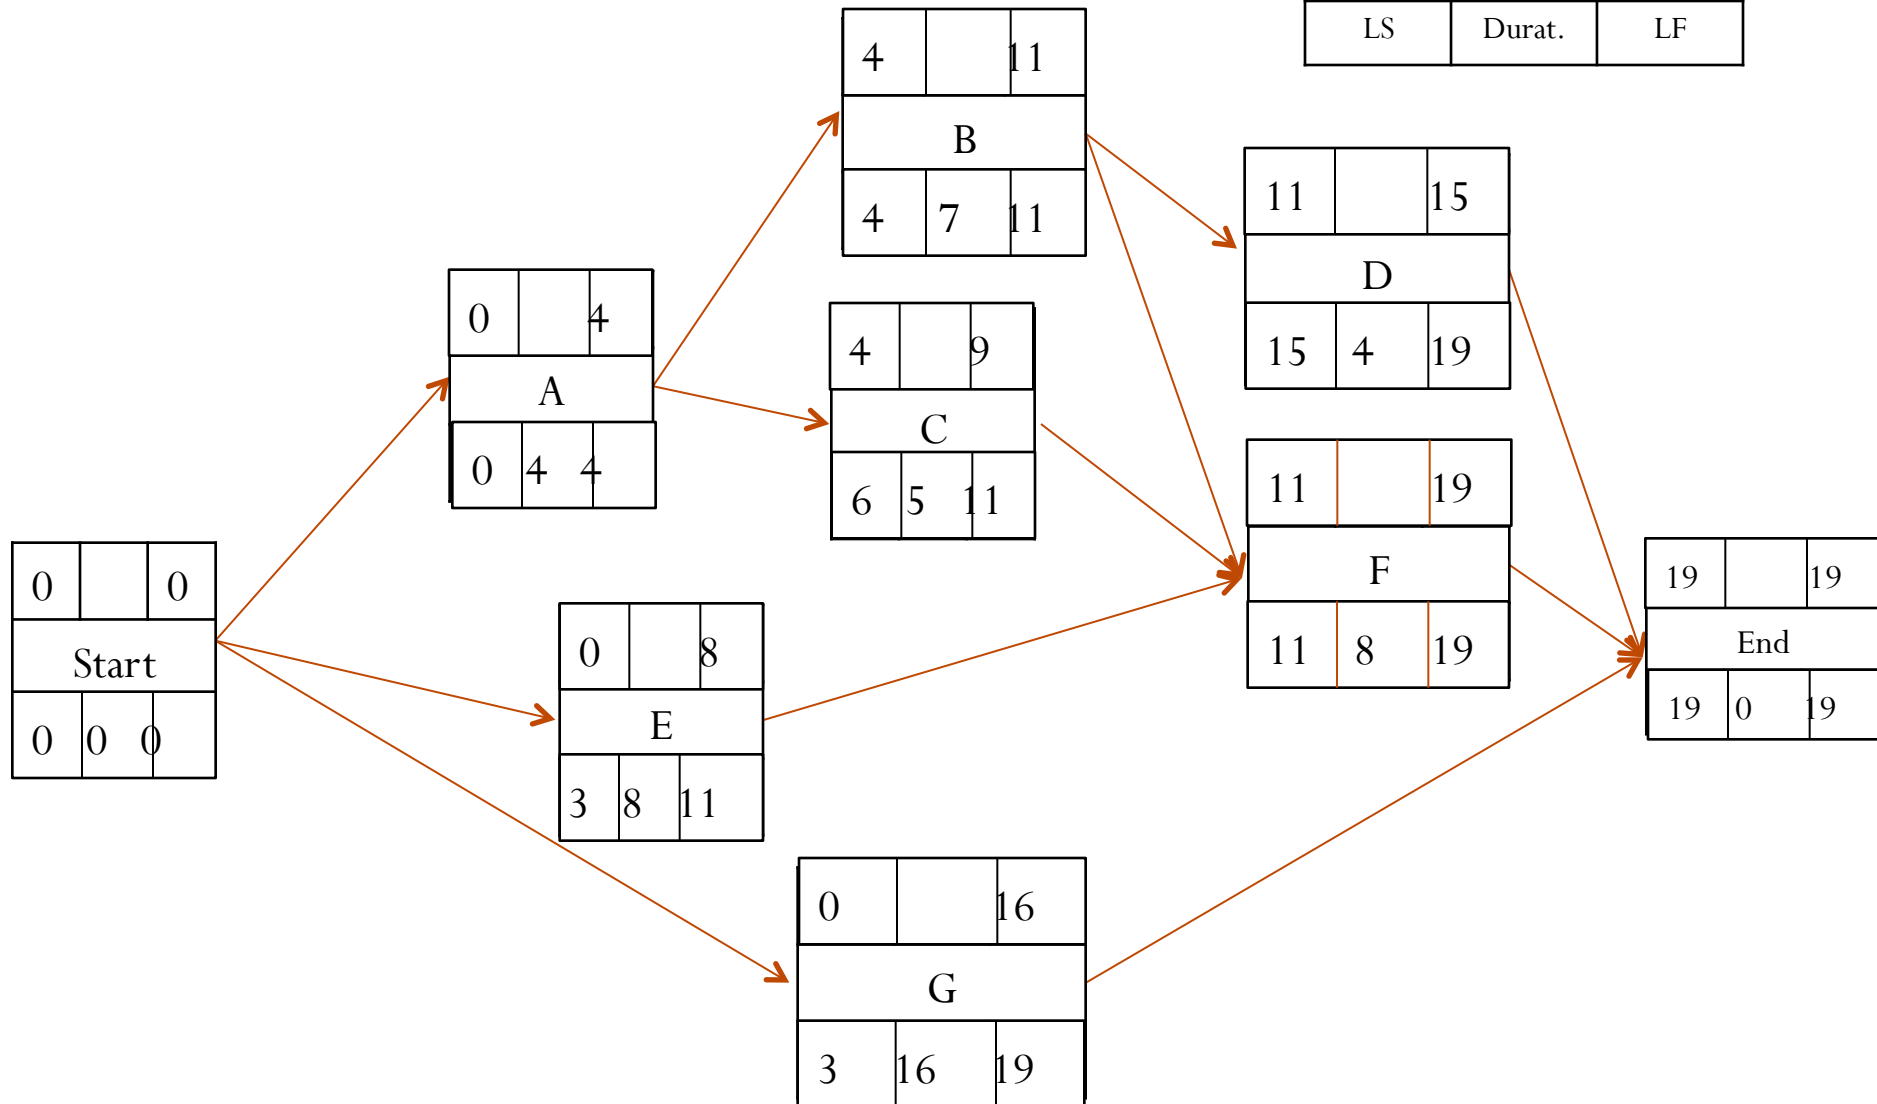 LS Durat. LF
4 11
B
4 7 11
11 15
D
15 4 19
0 4
A
0 4 4
4 9
C
6 5 11
11 19
F
11 8 19
0 0
Start
0 0 0
0 8
E
3 8 11
19 19
End
19 0 19
0 16
G
3 16 19